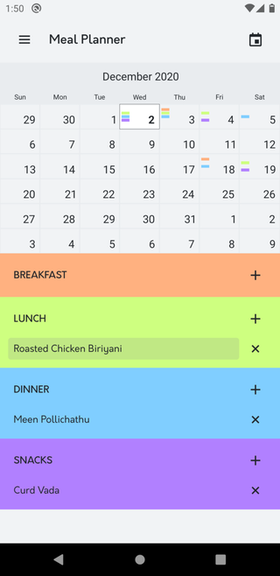 1:50
Meal Planner
December 2020
Sun Mon Tue Wed Thu Fri Sat
29 30 1 2 3 4 5
6 7 8 9 10 11 12
13 14 15 16 17 18 19
20 21 22 23 24 25 26
27 28 29 30 31 1 2
3 4 5 6 7 8 9
BREAKFAST +
LUNCH +
Roasted Chicken Biriyani ×
DINNER +
Meen Pollichathu ×
SNACKS +
Curd Vada ×